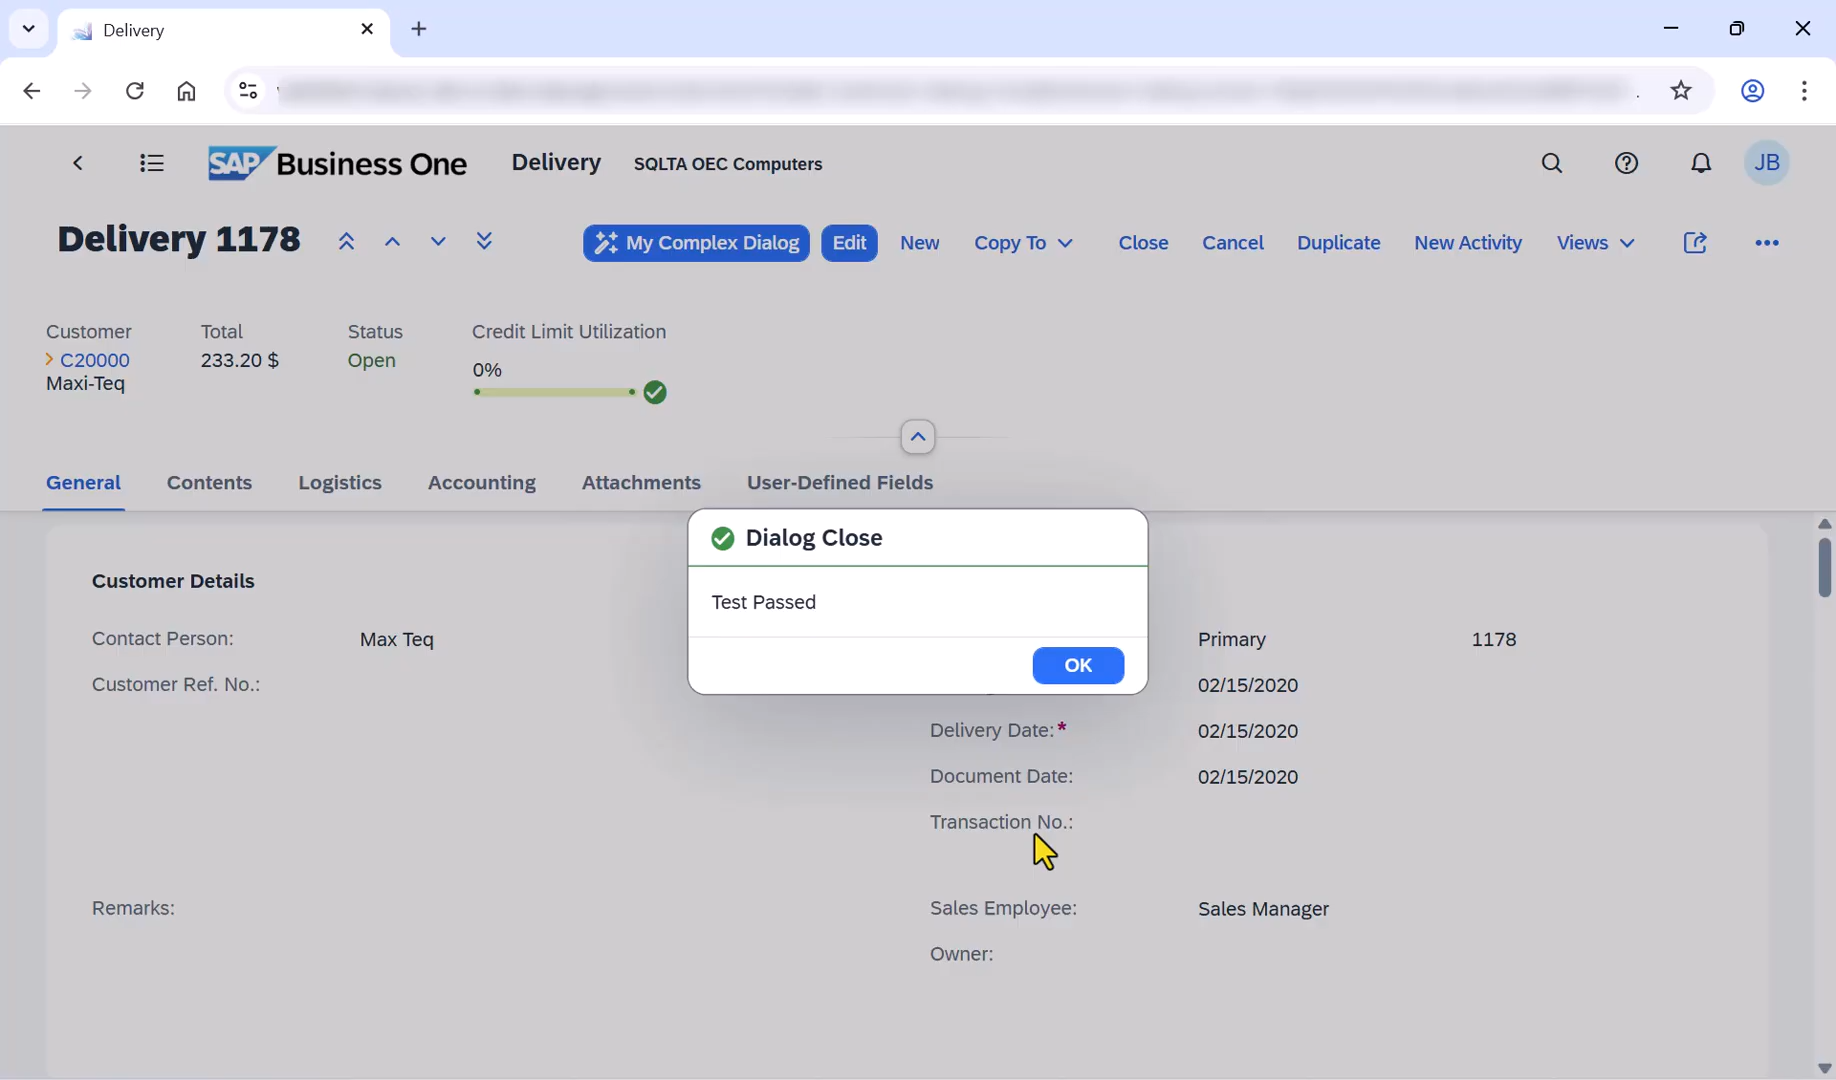 Delivery
SAP Business One Delivery SQLTA OEC Computers JB
Delivery 1178 My Complex Dialog Edit New Copy To Close Cancel Duplicate New Activity Views
Customer Total Status Credit Limit Utilization
C20000 233.20 $ Open 0%
Maxi-Teq
General Contents Logistics Accounting Attachments User-Defined Fields
Dialog Close
Test Passed
OK
Customer Details
Contact Person: Max Teq Primary 1178
Customer Ref. No.: 02/15/2020
Delivery Date:* 02/15/2020
Document Date: 02/15/2020
Transaction No.:
Remarks: Sales Employee: Sales Manager
Owner: